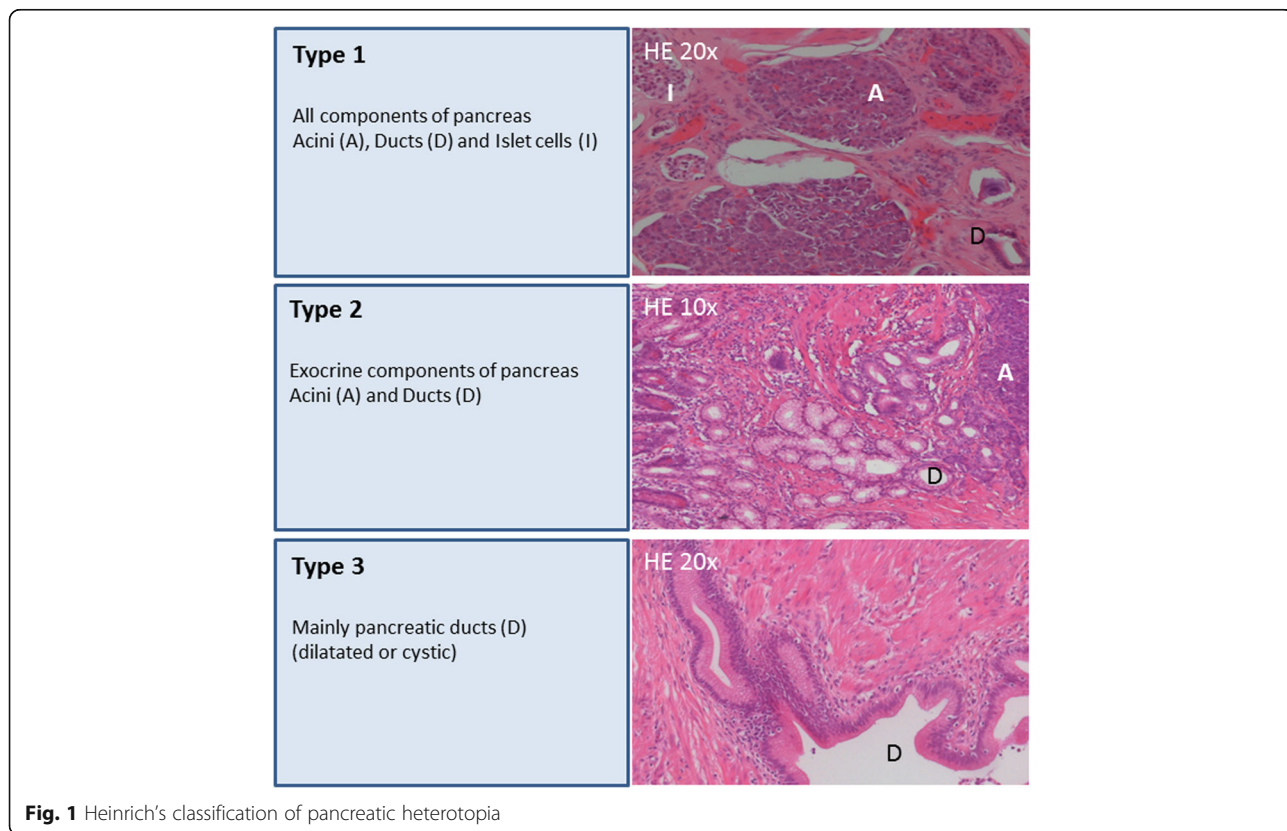 Type 1
All components of pancreas
Acini (A), Ducts (D) and Islet cells (I)
HE 20x
I
A
D
Type 2
Exocrine components of pancreas
Acini (A) and Ducts (D)
HE 10x
A
D
Type 3
Mainly pancreatic ducts (D)
(dilatated or cystic)
HE 20x
D
Fig. 1 Heinrich’s classification of pancreatic heterotopia